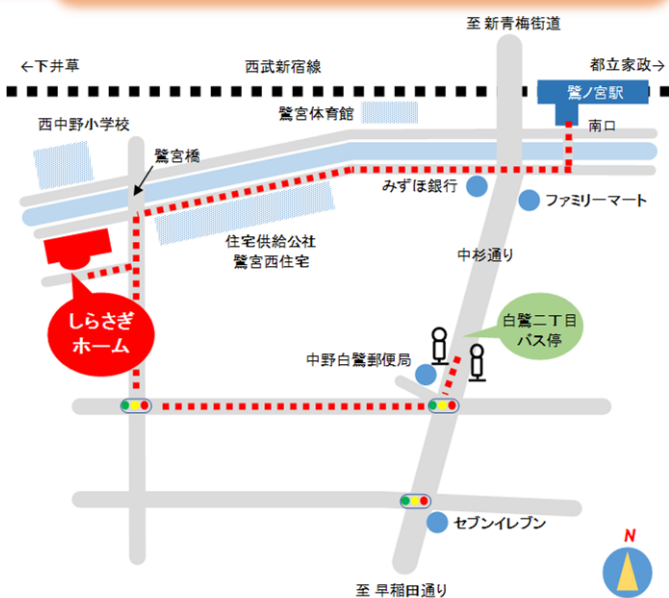 至 新青梅街道
←下井草
西武新宿線
都立家政→
鷺ノ宮駅
鷺宮体育館
南口
西中野小学校
鷺宮橋
みずほ銀行
ファミリーマート
住宅供給公社
鷺宮西住宅
中杉通り
しらさぎ
ホーム
白鷺二丁目
バス停
中野白鷺郵便局
セブンイレブン
N
至 早稲田通り